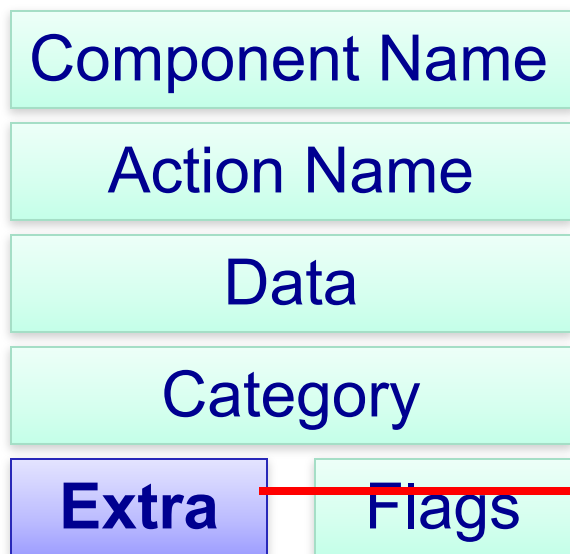 Component Name
Action Name
Data
Category
Extra Flags